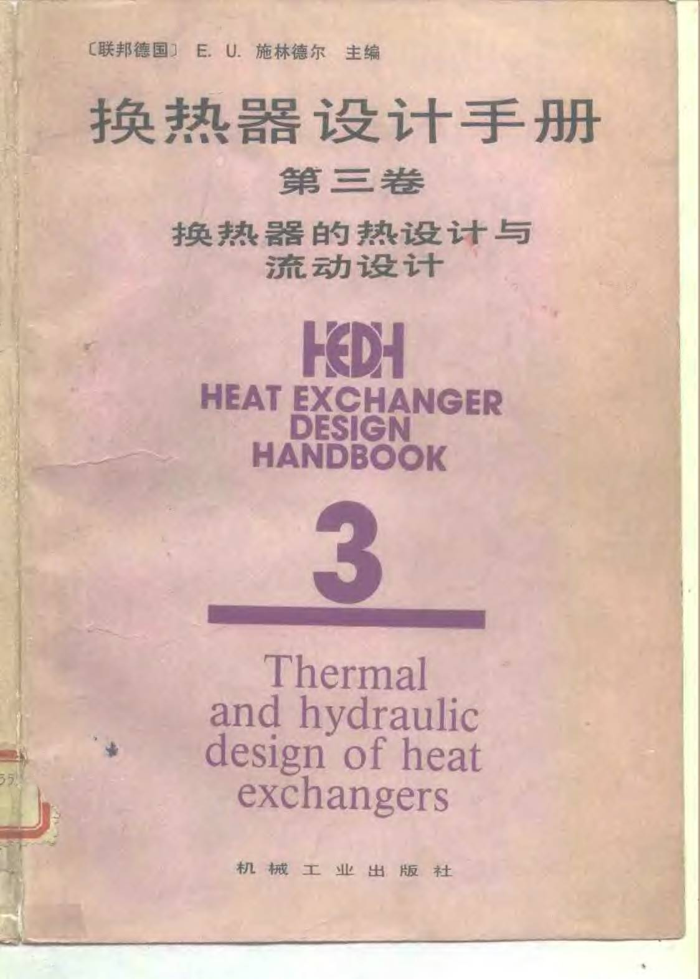 〔联邦德国〕 E. U. 施林德尔 主编
换热器设计手册
第三卷
换热器的热设计与
流动设计
HEDH
HEAT EXCHANGER
DESIGN
HANDBOOK
3
Thermal
and hydraulic
design of heat
exchangers
机械工业出版社